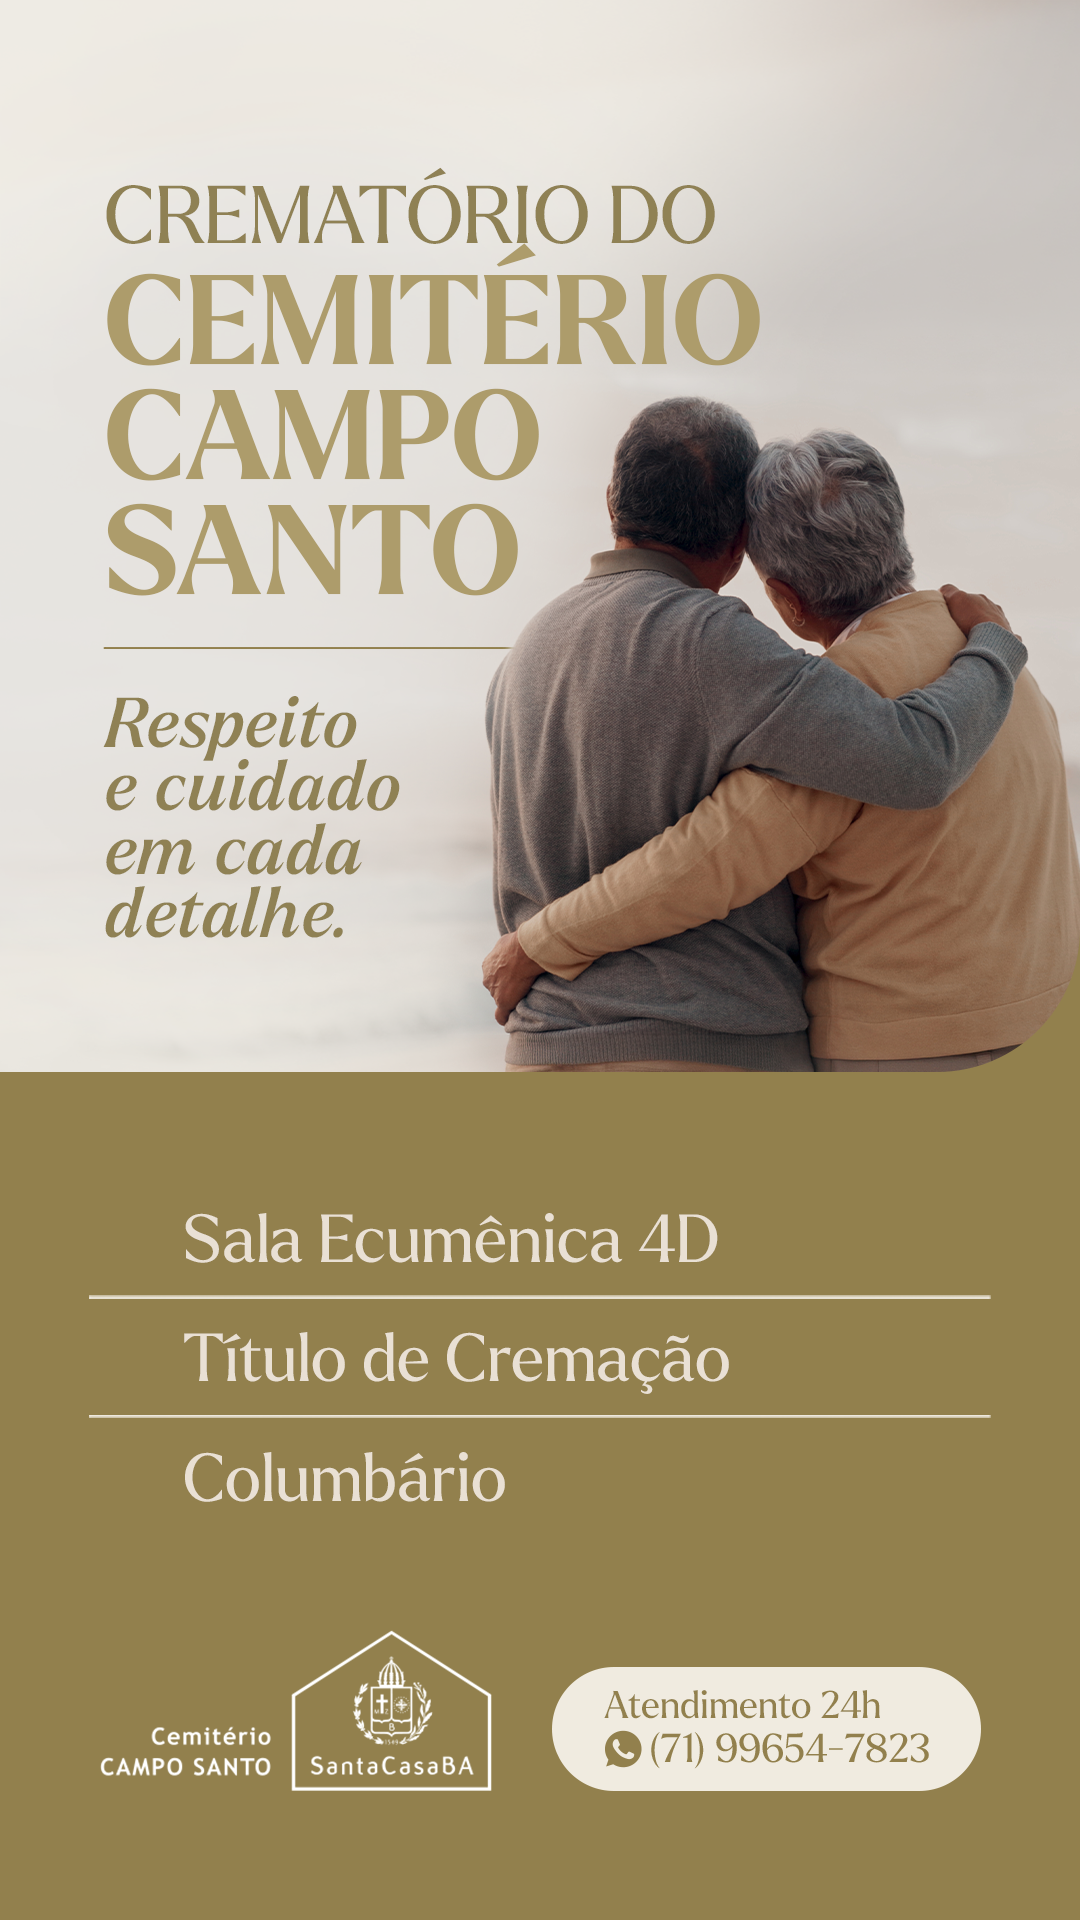 CREMATÓRIO DO
CEMITÉRIO
CAMPO
SANTO
Respeito
e cuidado
em cada
detalhe.
Sala Ecumênica 4D
Título de Cremação
Columbário
Cemitério
CAMPO SANTO
SantaCasaBA
Atendimento 24h
(71) 99654-7823